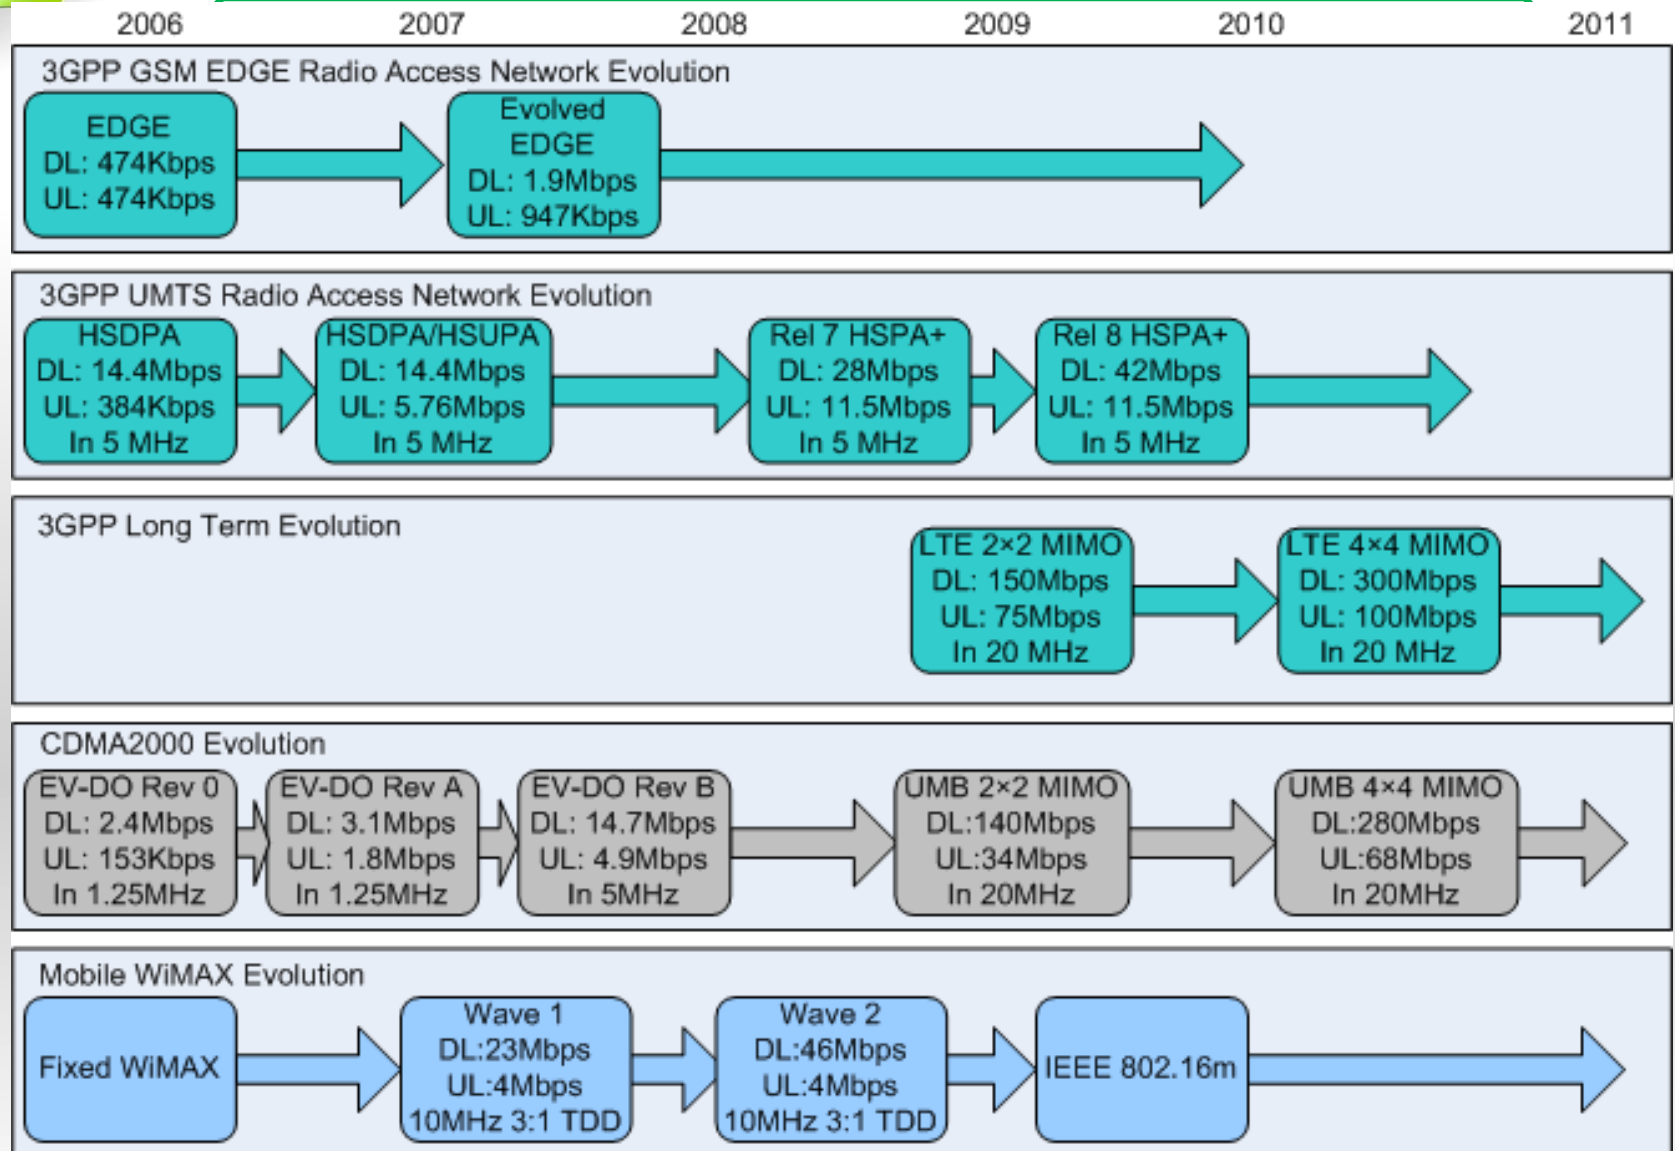 2006 2007 2008 2009 2010 2011
3GPP GSM EDGE Radio Access Network Evolution
EDGE
DL: 474Kbps
UL: 474Kbps
Evolved
EDGE
DL: 1.9Mbps
UL: 947Kbps
3GPP UMTS Radio Access Network Evolution
HSDPA
DL: 14.4Mbps
UL: 384Kbps
In 5 MHz
HSDPA/HSUPA
DL: 14.4Mbps
UL: 5.76Mbps
In 5 MHz
Rel 7 HSPA+
DL: 28Mbps
UL: 11.5Mbps
In 5 MHz
Rel 8 HSPA+
DL: 42Mbps
UL: 11.5Mbps
In 5 MHz
3GPP Long Term Evolution
LTE 2×2 MIMO
DL: 150Mbps
UL: 75Mbps
In 20 MHz
LTE 4×4 MIMO
DL: 300Mbps
UL: 100Mbps
In 20 MHz
CDMA2000 Evolution
EV-DO Rev 0
DL: 2.4Mbps
UL: 153Kbps
In 1.25MHz
EV-DO Rev A
DL: 3.1Mbps
UL: 1.8Mbps
In 1.25MHz
EV-DO Rev B
DL: 14.7Mbps
UL: 4.9Mbps
In 5MHz
UMB 2×2 MIMO
DL:140Mbps
UL:34Mbps
In 20MHz
UMB 4×4 MIMO
DL:280Mbps
UL:68Mbps
In 20MHz
Mobile WiMAX Evolution
Fixed WiMAX
Wave 1
DL:23Mbps
UL:4Mbps
10MHz 3:1 TDD
Wave 2
DL:46Mbps
UL:4Mbps
10MHz 3:1 TDD
IEEE 802.16m